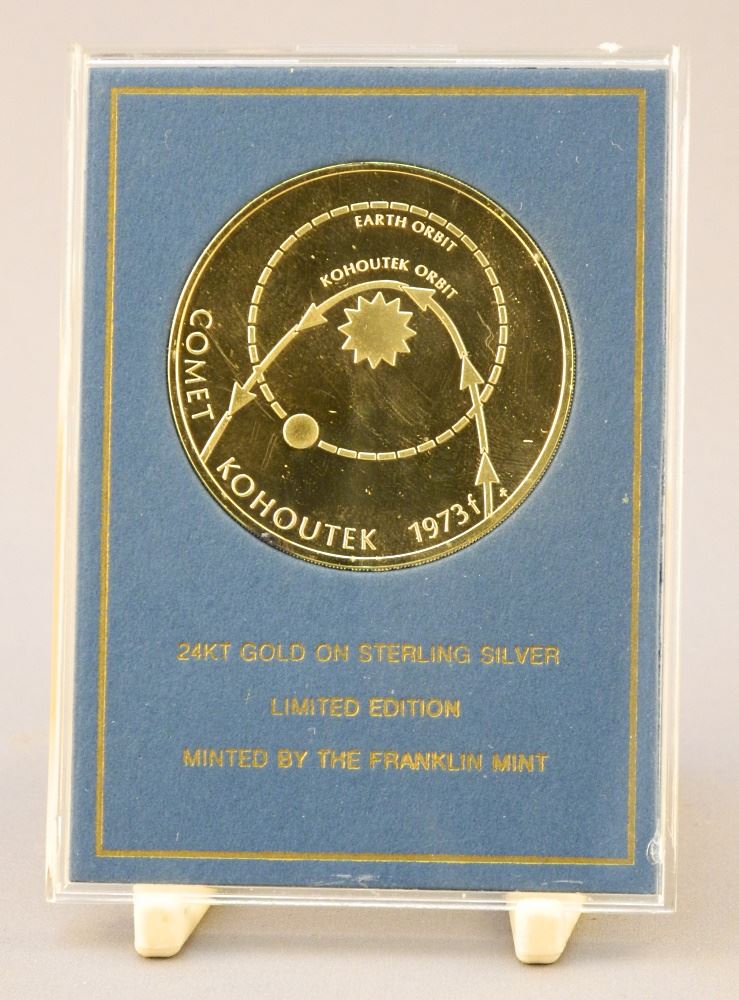 EARTH ORBIT
KOHOUTEK ORBIT
COMET KOHOUTEK 1973f
24KT GOLD ON STERLING SILVER
LIMITED EDITION
MINTED BY THE FRANKLIN MINT